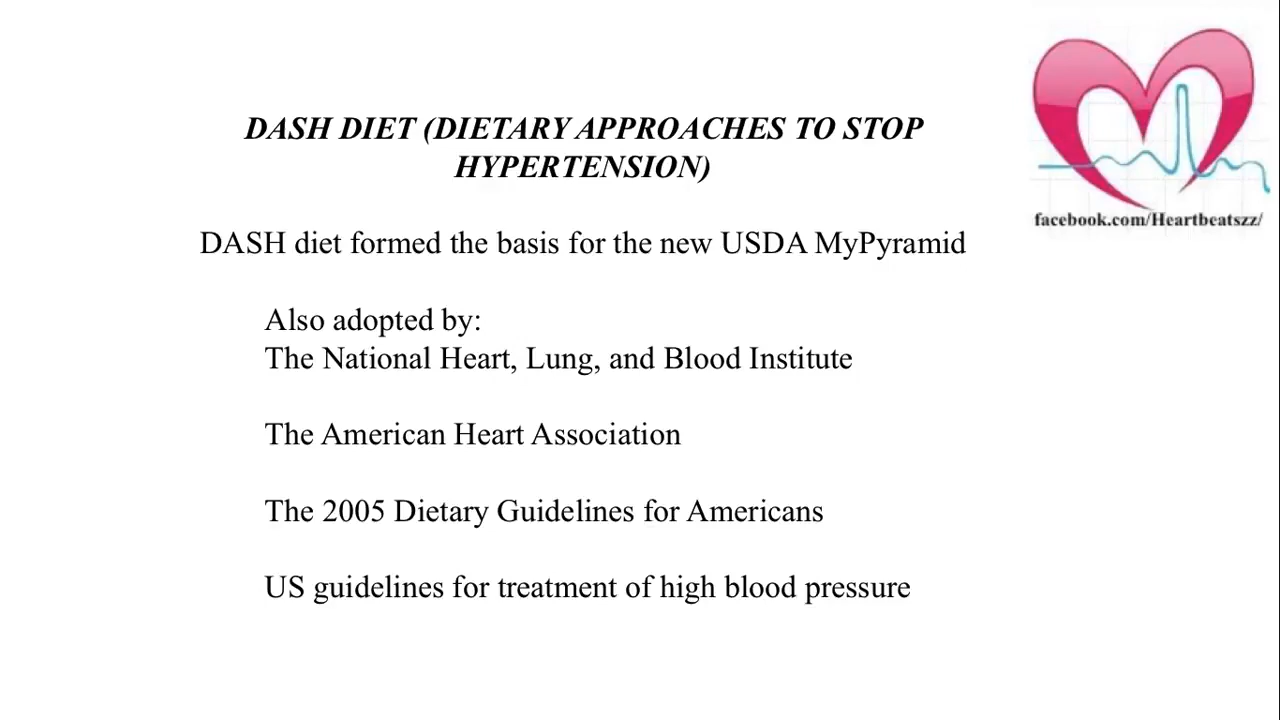 DASH DIET (DIETARY APPROACHES TO STOP
HYPERTENSION)
facebook.com/Heartbeatszz/
DASH diet formed the basis for the new USDA MyPyramid
Also adopted by:
The National Heart, Lung, and Blood Institute
The American Heart Association
The 2005 Dietary Guidelines for Americans
US guidelines for treatment of high blood pressure